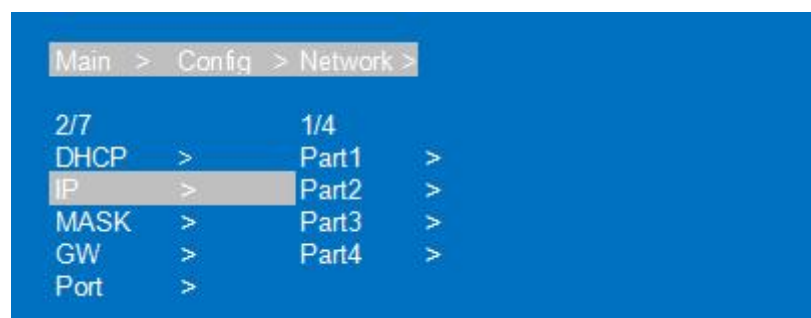 Main > Config > Network >
2/7 1/4
DHCP > Part1 >
IP > Part2 >
MASK > Part3 >
GW > Part4 >
Port >